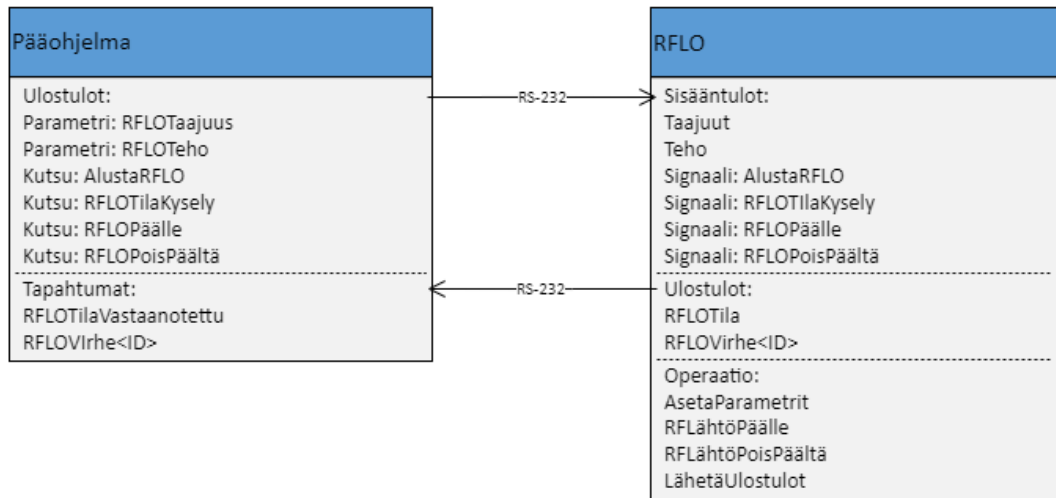 Pääohjelma
Ulostulot:
Parametri: RFLOTaajuus
Parametri: RFLOTeho
Kutsu: AlustaRFLO
Kutsu: RFLOTilaKysely
Kutsu: RFLOPäälle
Kutsu: RFLOPoisPäältä
Tapahtumat:
RFLOTilaVastaanotettu
RFLOVIrhe<ID>
RS-232
RS-232
RFLO
Sisääntulot:
Taajuut
Teho
Signaali: AlustaRFLO
Signaali: RFLOTIlaKysely
Signaali: RFLOPäälle
Signaali: RFLOPoisPäältä
Ulostulot:
RFLOTila
RFLOVirhe<ID>
Operaatio:
AsetaParametrit
RFLähtöPäälle
RFLähtöPoisPäältä
LähetäUlostulot